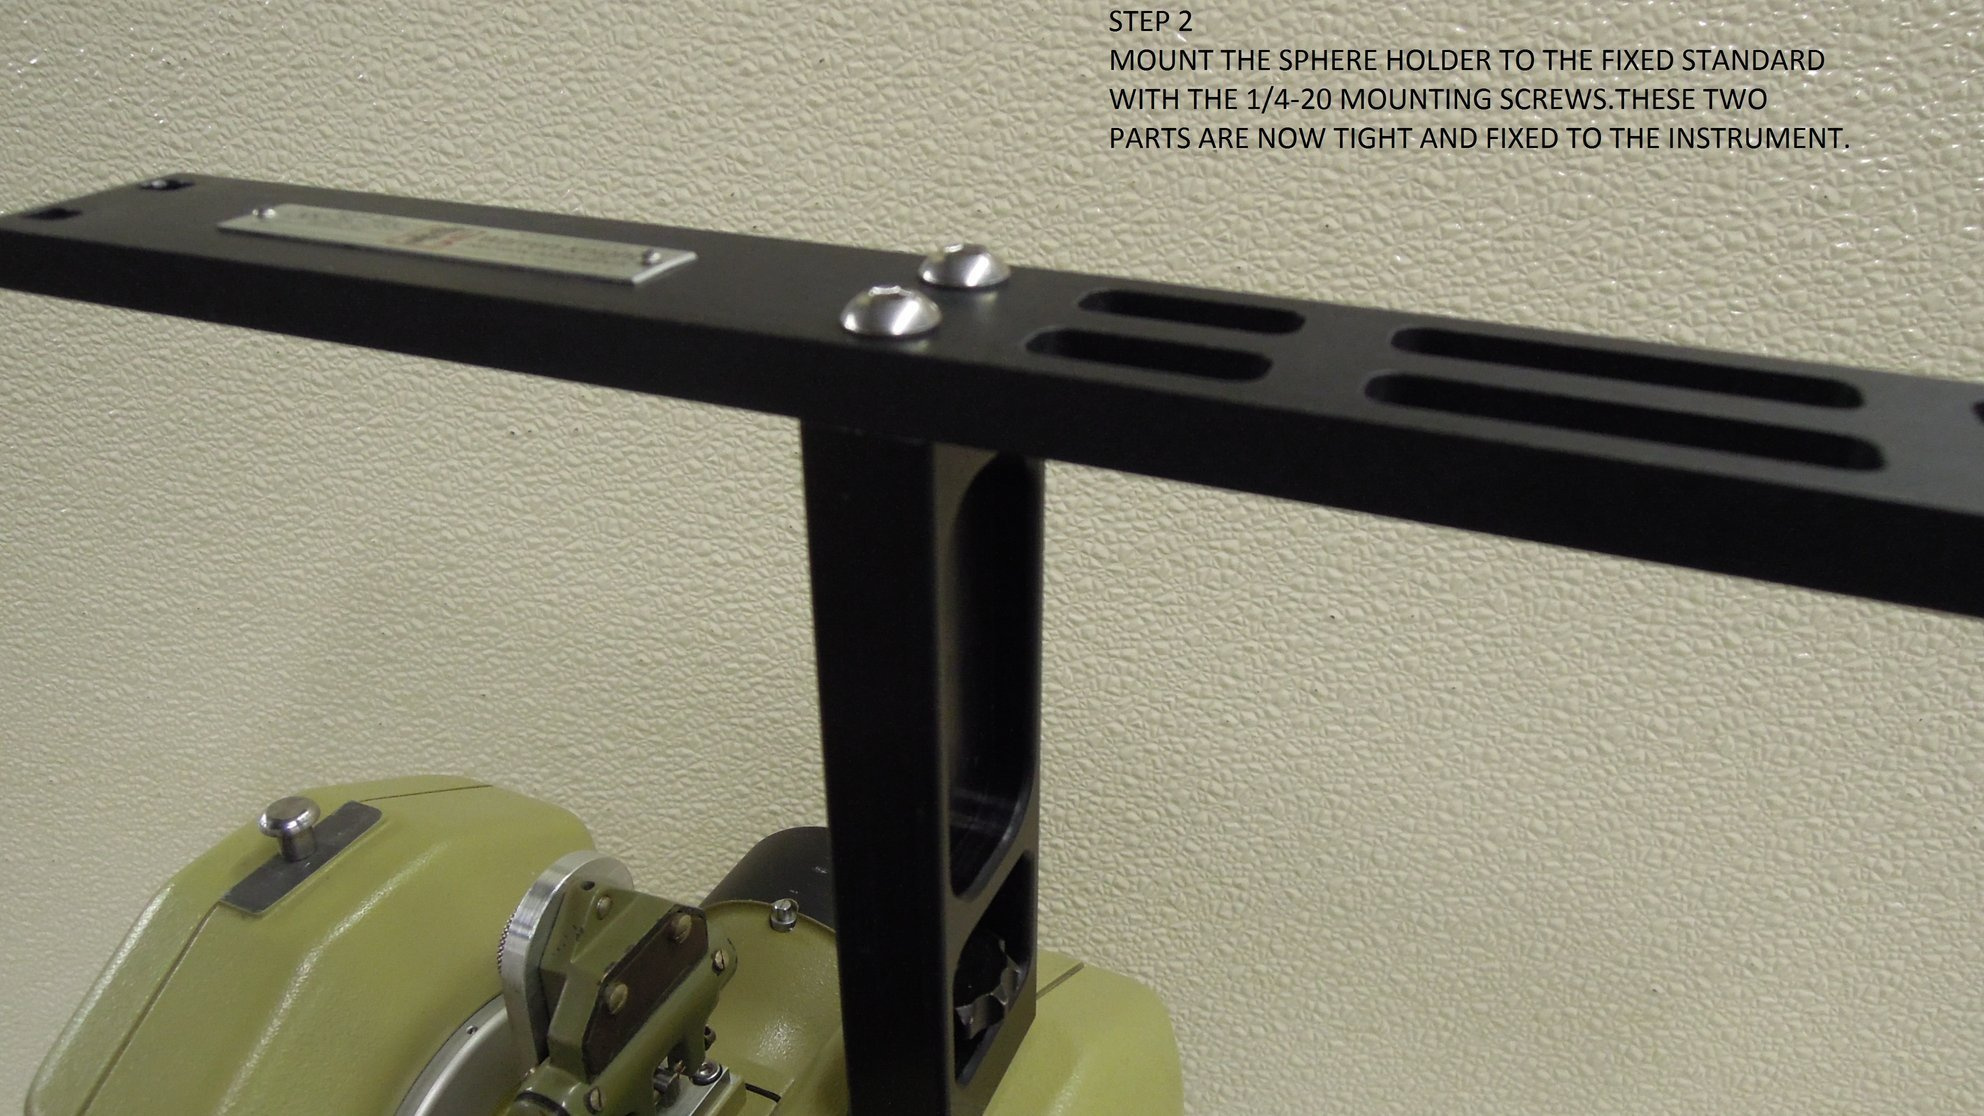 STEP 2
MOUNT THE SPHERE HOLDER TO THE FIXED STANDARD
WITH THE 1/4-20 MOUNTING SCREWS.THESE TWO
PARTS ARE NOW TIGHT AND FIXED TO THE INSTRUMENT.